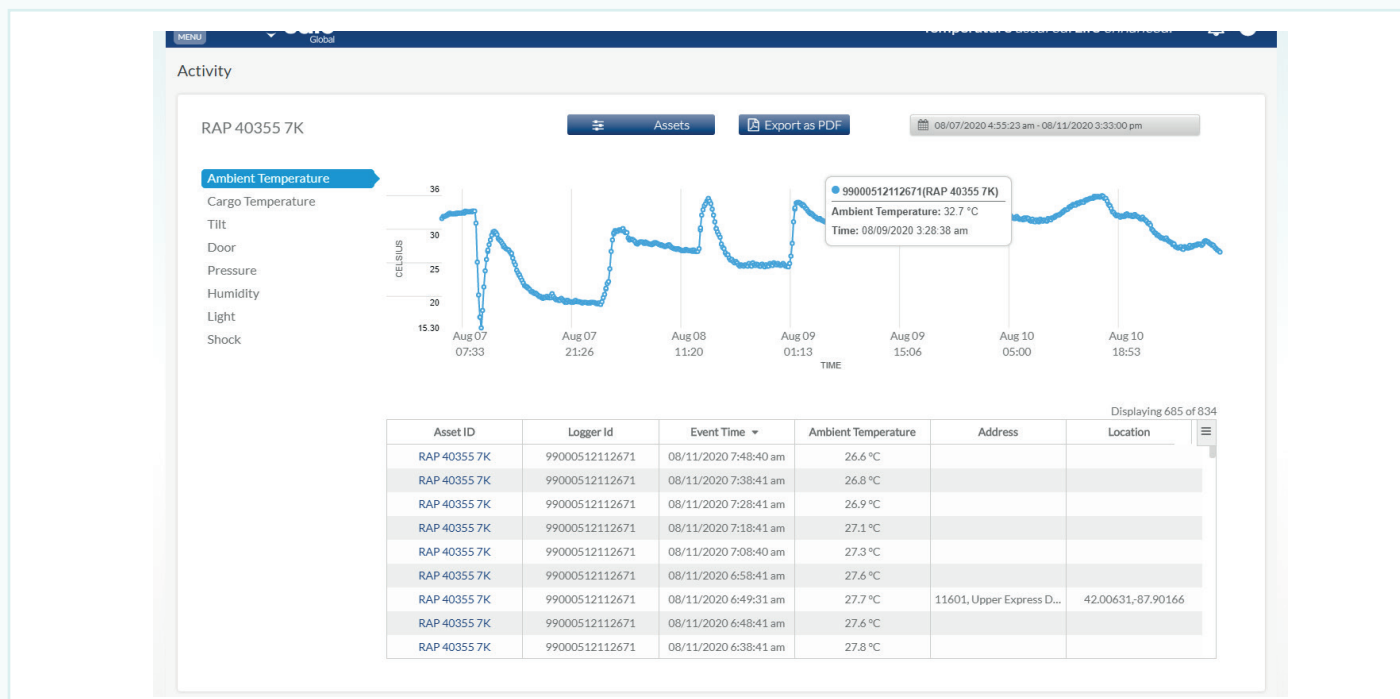 MENU
Global
Activity
RAP 40355 7K
Assets
Export as PDF
08/07/2020 4:55:23 am - 08/11/2020 3:33:00 pm
Ambient Temperature
Cargo Temperature
Tilt
Door
Pressure
Humidity
Light
Shock
CELSIUS
36
30
25
20
15.30
99000512112671(RAP 40355 7K)
Ambient Temperature: 32.7 °C
Time: 08/09/2020 3:28:38 am
Aug 07 Aug 07 Aug 08 Aug 09 Aug 09 Aug 10 Aug 10
07:33 21:26 11:20 01:13 15:06 05:00 18:53
TIME
Displaying 685 of 834
Asset ID Logger Id Event Time Ambient Temperature Address Location
RAP 40355 7K 99000512112671 08/11/2020 7:48:40 am 26.6 ºC
RAP 40355 7K 99000512112671 08/11/2020 7:38:41 am 26.8 ºC
RAP 40355 7K 99000512112671 08/11/2020 7:28:41 am 26.9 ºC
RAP 40355 7K 99000512112671 08/11/2020 7:18:41 am 27.1 ºC
RAP 40355 7K 99000512112671 08/11/2020 7:08:40 am 27.3 ºC
RAP 40355 7K 99000512112671 08/11/2020 6:58:41 am 27.6 ºC
RAP 40355 7K 99000512112671 08/11/2020 6:49:31 am 27.7 ºC 11601, Upper Express D... 42.00631,-87.90166
RAP 40355 7K 99000512112671 08/11/2020 6:48:41 am 27.6 ºC
RAP 40355 7K 99000512112671 08/11/2020 6:38:41 am 27.8 ºC